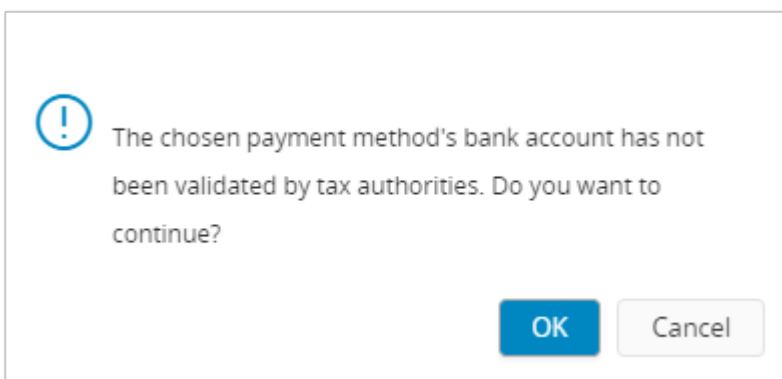 The chosen payment method's bank account has not
been validated by tax authorities. Do you want to
continue?
OK Cancel